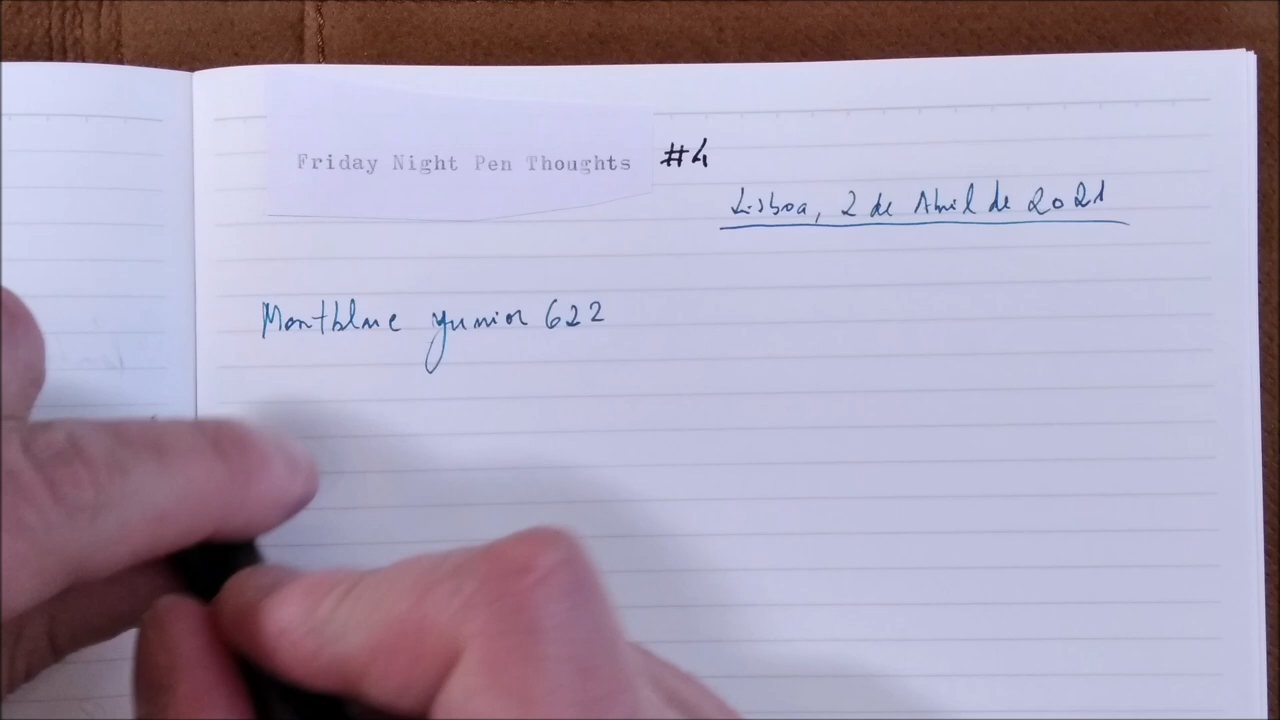 Friday Night Pen Thoughts #4
Lisboa, 2 de Abril de 2021
Montblanc junior 622